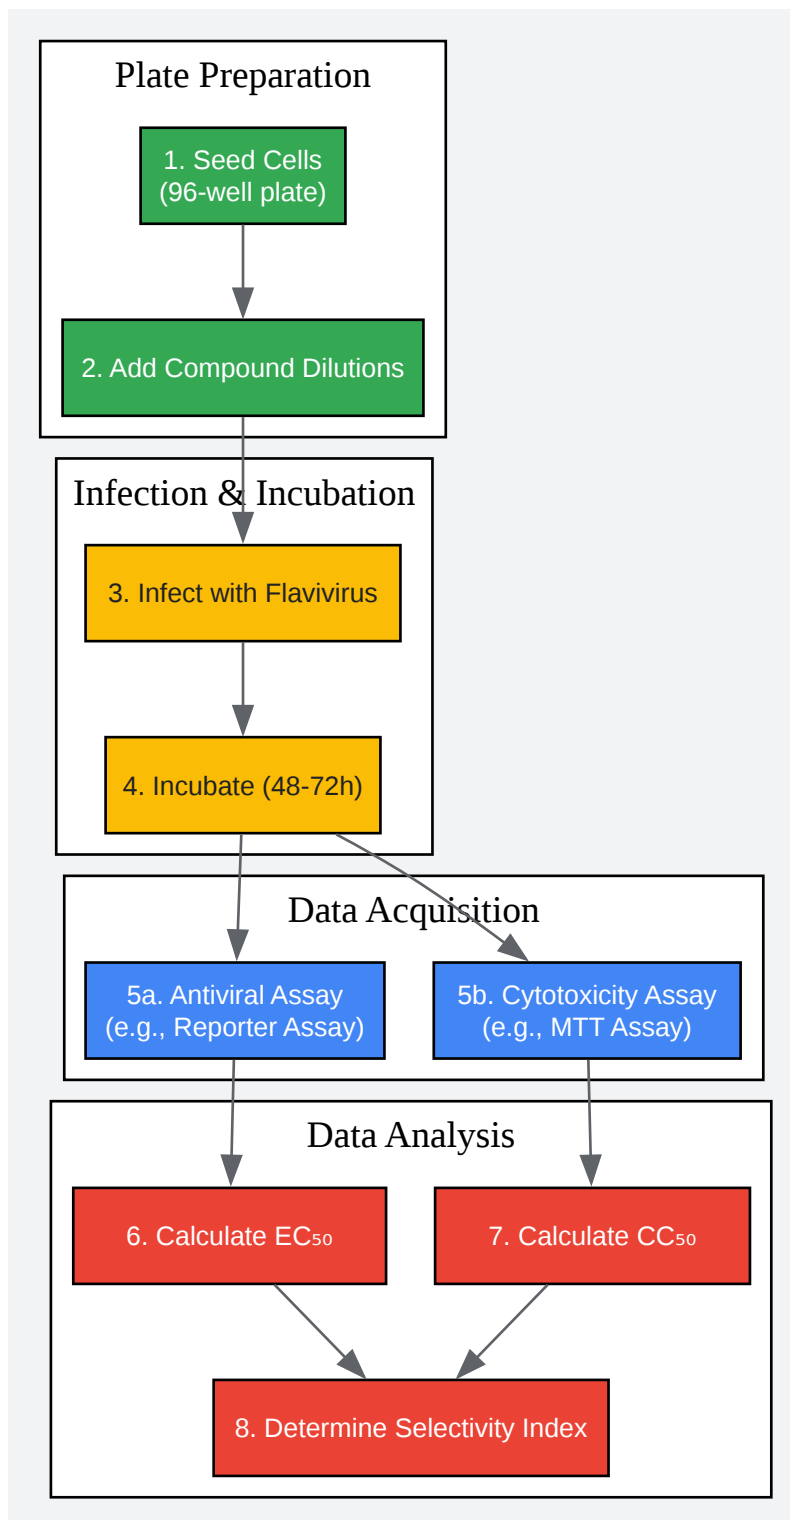 Plate Preparation
1. Seed Cells
(96-well plate)
2. Add Compound Dilutions
Infection & Incubation
3. Infect with Flavivirus
4. Incubate (48-72h)
Data Acquisition
5a. Antiviral Assay
(e.g., Reporter Assay)
5b. Cytotoxicity Assay
(e.g., MTT Assay)
Data Analysis
6. Calculate EC₅₀
7. Calculate CC₅₀
8. Determine Selectivity Index